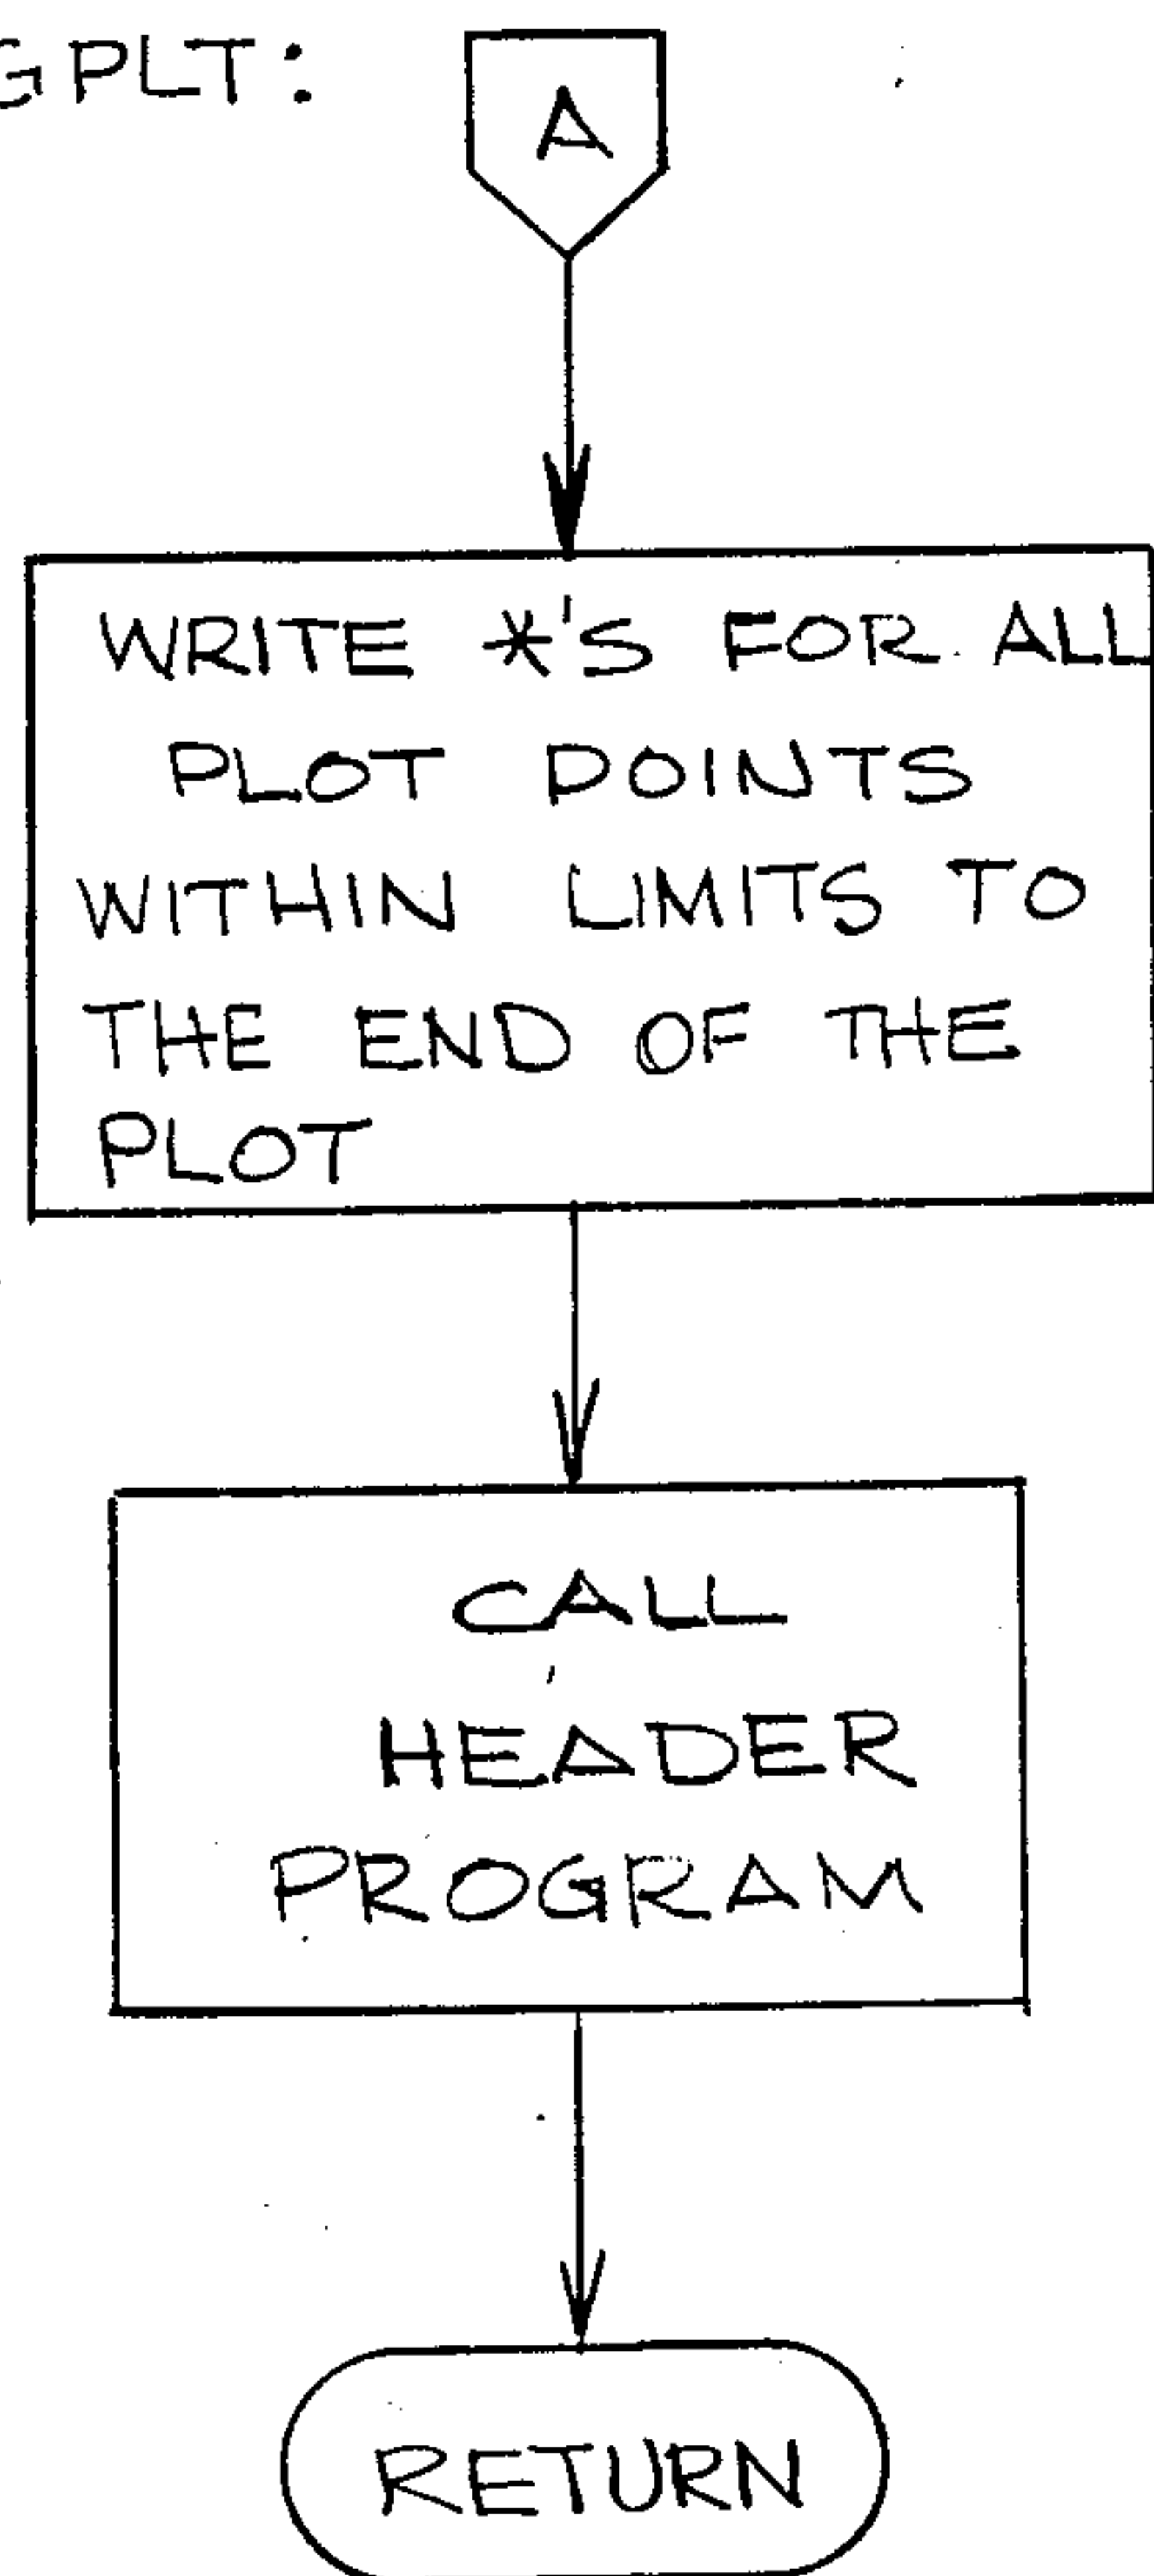 GPLT:
A
WRITE *'S FOR ALL
PLOT POINTS
WITHIN LIMITS TO
THE END OF THE
PLOT
CALL
HEADER
PROGRAM
RETURN